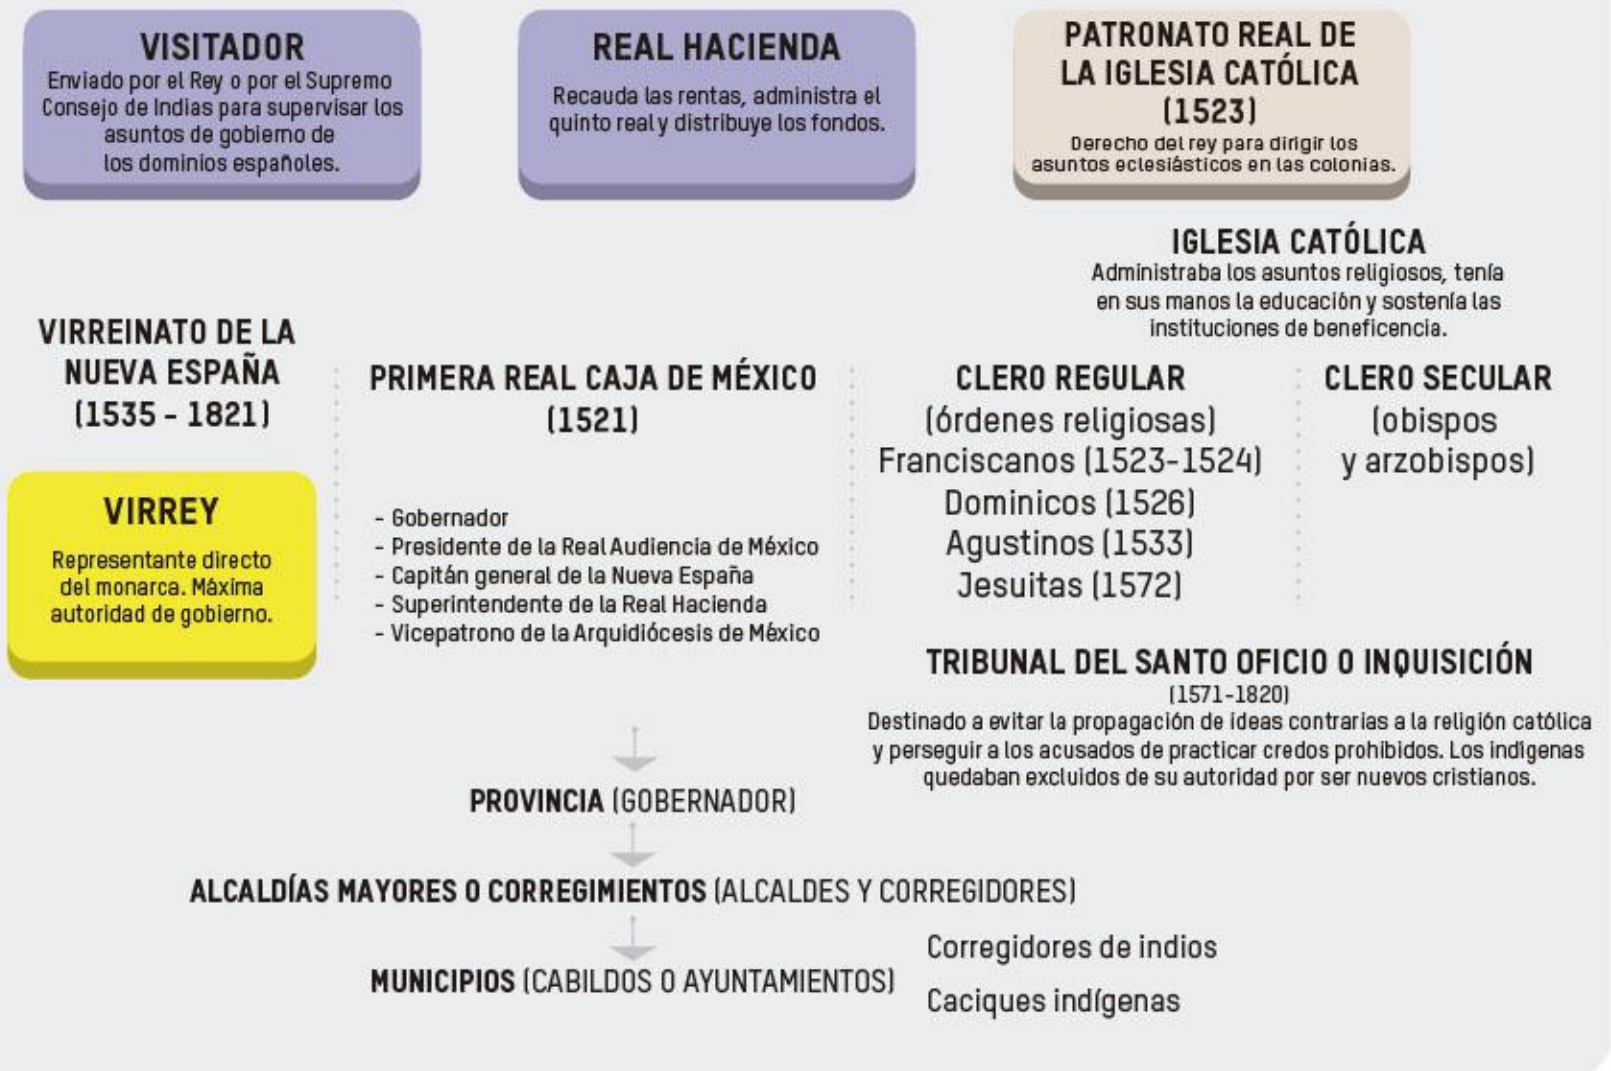 VISITADOR
Enviado por el Rey o por el Supremo
Consejo de Indias para supervisar los
asuntos de gobierno de
los dominios españoles.
REAL HACIENDA
Recauda las rentas, administra el
quinto real y distribuye los fondos.
PATRONATO REAL DE
LA IGLESIA CATÓLICA
(1523)
Derecho del rey para dirigir los
asuntos eclesiásticos en las colonias.
IGLESIA CATÓLICA
Administraba los asuntos religiosos, tenía
en sus manos la educación y sostenía las
instituciones de beneficencia.
VIRREINATO DE LA
NUEVA ESPAÑA
(1535 - 1821)
VIRREY
Representante directo
del monarca. Máxima
autoridad de gobierno.
PRIMERA REAL CAJA DE MÉXICO
(1521)
- Gobernador
- Presidente de la Real Audiencia de México
- Capitán general de la Nueva España
- Superintendente de la Real Hacienda
- Vicepatrono de la Arquidiócesis de México
CLERO REGULAR
(órdenes religiosas)
Franciscanos (1523-1524)
Dominicos (1526)
Agustinos (1533)
Jesuitas (1572)
CLERO SECULAR
(obispos
y arzobispos)
TRIBUNAL DEL SANTO OFICIO O INQUISICIÓN
(1571-1820)
Destinado a evitar la propagación de ideas contrarias a la religión católica
y perseguir a los acusados de practicar credos prohibidos. Los indígenas
quedaban excluidos de su autoridad por ser nuevos cristianos.
PROVINCIA (GOBERNADOR)
ALCALDÍAS MAYORES O CORREGIMIENTOS (ALCALDES Y CORREGIDORES)
MUNICIPIOS (CABILDOS O AYUNTAMIENTOS)
Corregidores de indios
Caciques indígenas